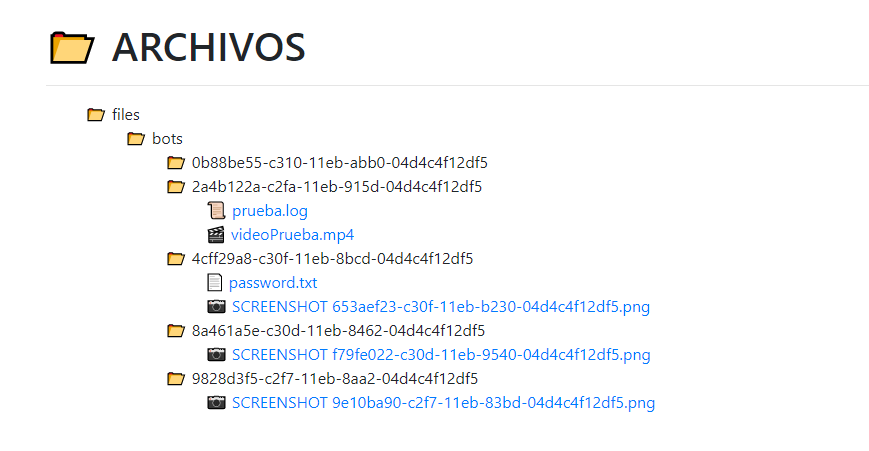 ARCHIVOS
files
bots
0b88be55-c310-11eb-abb0-04d4c4f12df5
2a4b122a-c2fa-11eb-915d-04d4c4f12df5
prueba.log
videoPrueba.mp4
4cff29a8-c30f-11eb-8bcd-04d4c4f12df5
password.txt
SCREENSHOT 653aef23-c30f-11eb-b230-04d4c4f12df5.png
8a461a5e-c30d-11eb-8462-04d4c4f12df5
SCREENSHOT f79fe022-c30d-11eb-9540-04d4c4f12df5.png
9828d3f5-c2f7-11eb-8aa2-04d4c4f12df5
SCREENSHOT 9e10ba90-c2f7-11eb-83bd-04d4c4f12df5.png